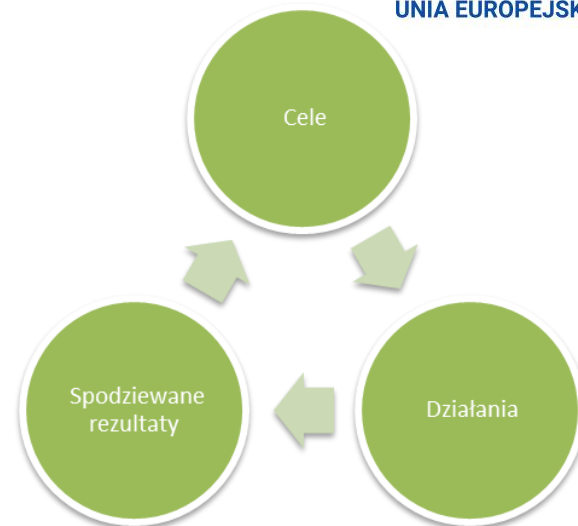 UNIA EUROPEJSK
Cele
Spodziewane
rezultaty
Działania